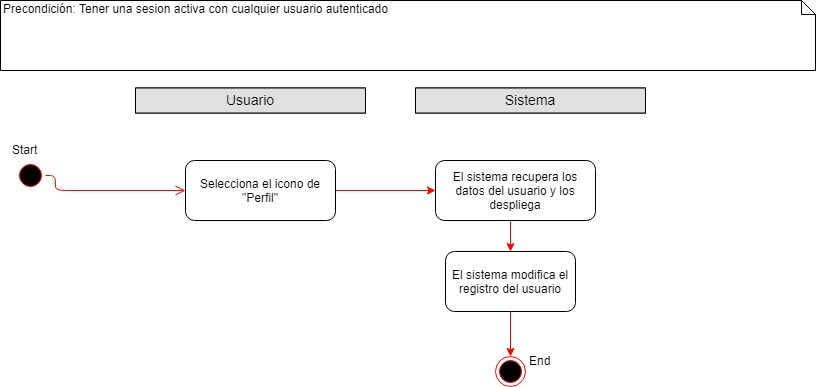 Precondición: Tener una sesion activa con cualquier usuario autenticado
Usuario
Sistema
Start
Selecciona el icono de
"Perfil"
El sistema recupera los
datos del usuario y los
despliega
El sistema modifica el
registro del usuario
End